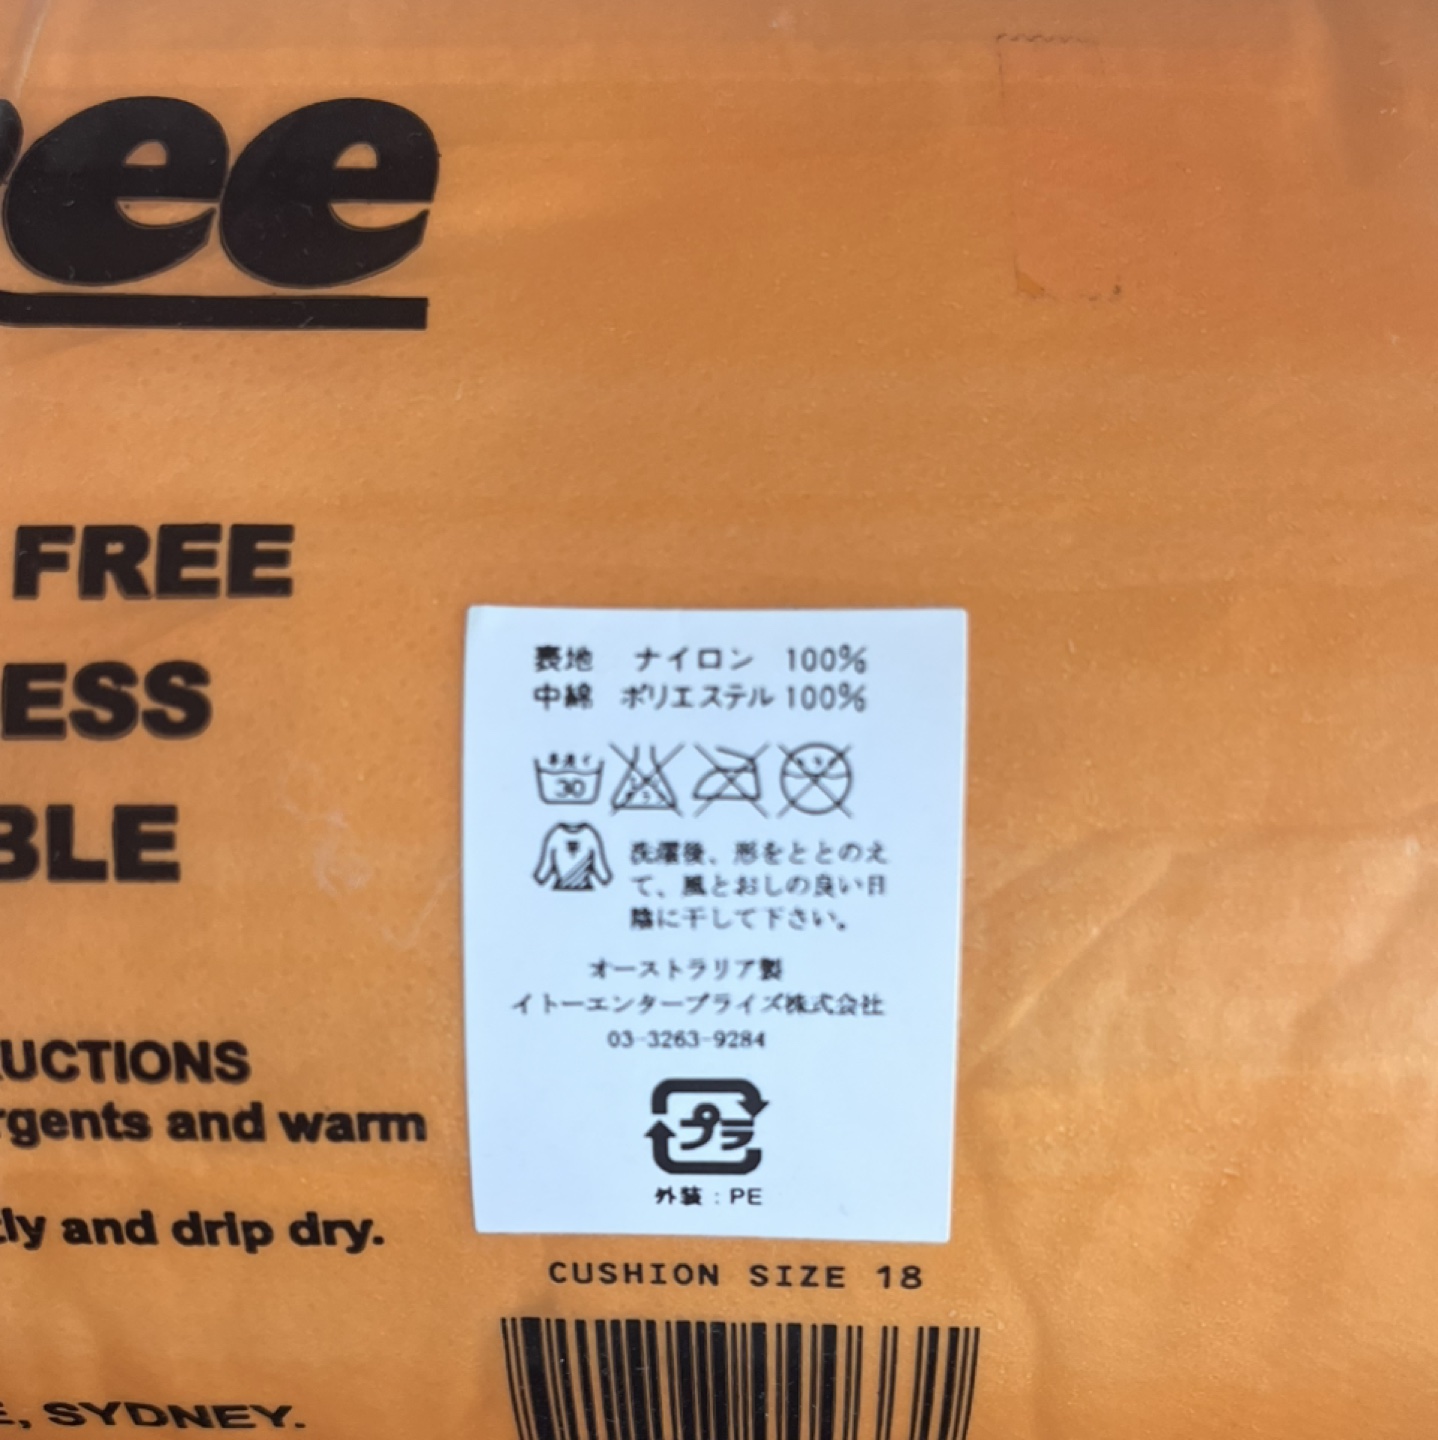 ee
FREE
ESS
BLE
UCTIONS
rgents and warm
tly and drip dry.
E, SYDNEY.
表地 ナイロン 100%
中綿 ポリエステル 100%
30
洗濯後、形をととのえ
て、風とおしの良い日
陰に干して下さい。
オーストラリア製
イトーエンタープライズ株式会社
03-3263-9284
プラ
外装:PE
CUSHION SIZE 18